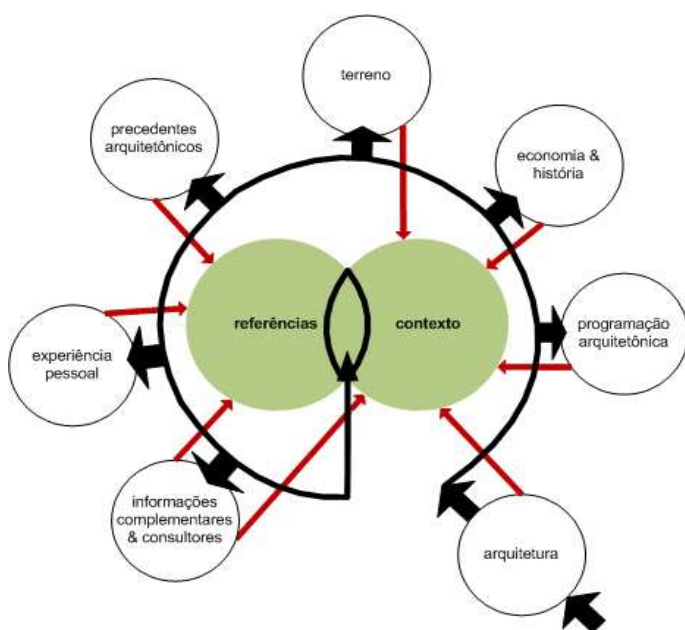 terreno
precedentes
arquitetônicos
economia &
história
referências
contexto
programação
arquitetônica
experiência
pessoal
informações
complementares
& consultores
arquitetura